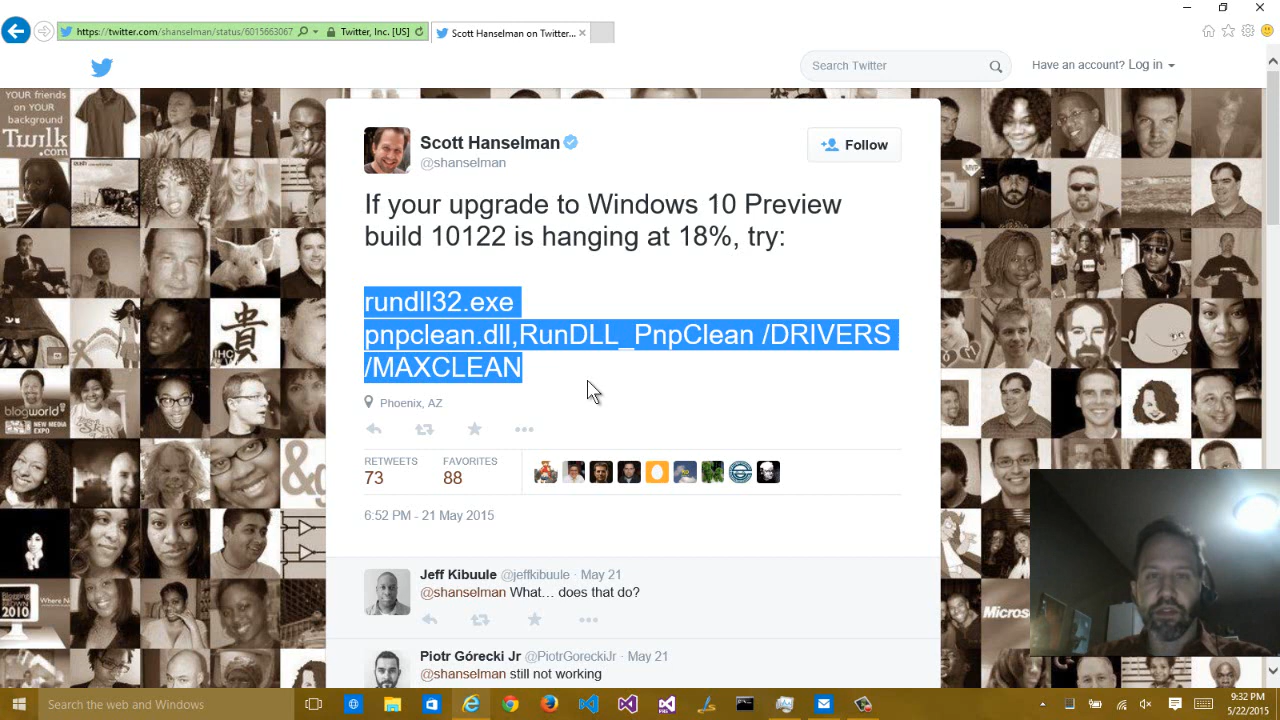 https://twitter.com/shanselman/status/6015663067
Twitter, Inc. [US]
Scott Hanselman on Twitter...
Search Twitter
Have an account? Log in
YOUR friends
on YOUR
background
Twilk
.com
Scott Hanselman
@shanselman
Follow
If your upgrade to Windows 10 Preview
build 10122 is hanging at 18%, try:
rundll32.exe
pnpclean.dll,RunDLL_PnpClean /DRIVERS
/MAXCLEAN
Phoenix, AZ
RETWEETS
73
FAVORITES
88
6:52 PM - 21 May 2015
Jeff Kibuule @jeffkibuule · May 21
@shanselman What... does that do?
Piotr Górecki Jr @PiotrGoreckiJr · May 21
@shanselman still not working
貴
IHC
blogworld
NEW MEDIA
EXPO
&
2010
Search the web and Windows
9:32 PM
5/22/2015